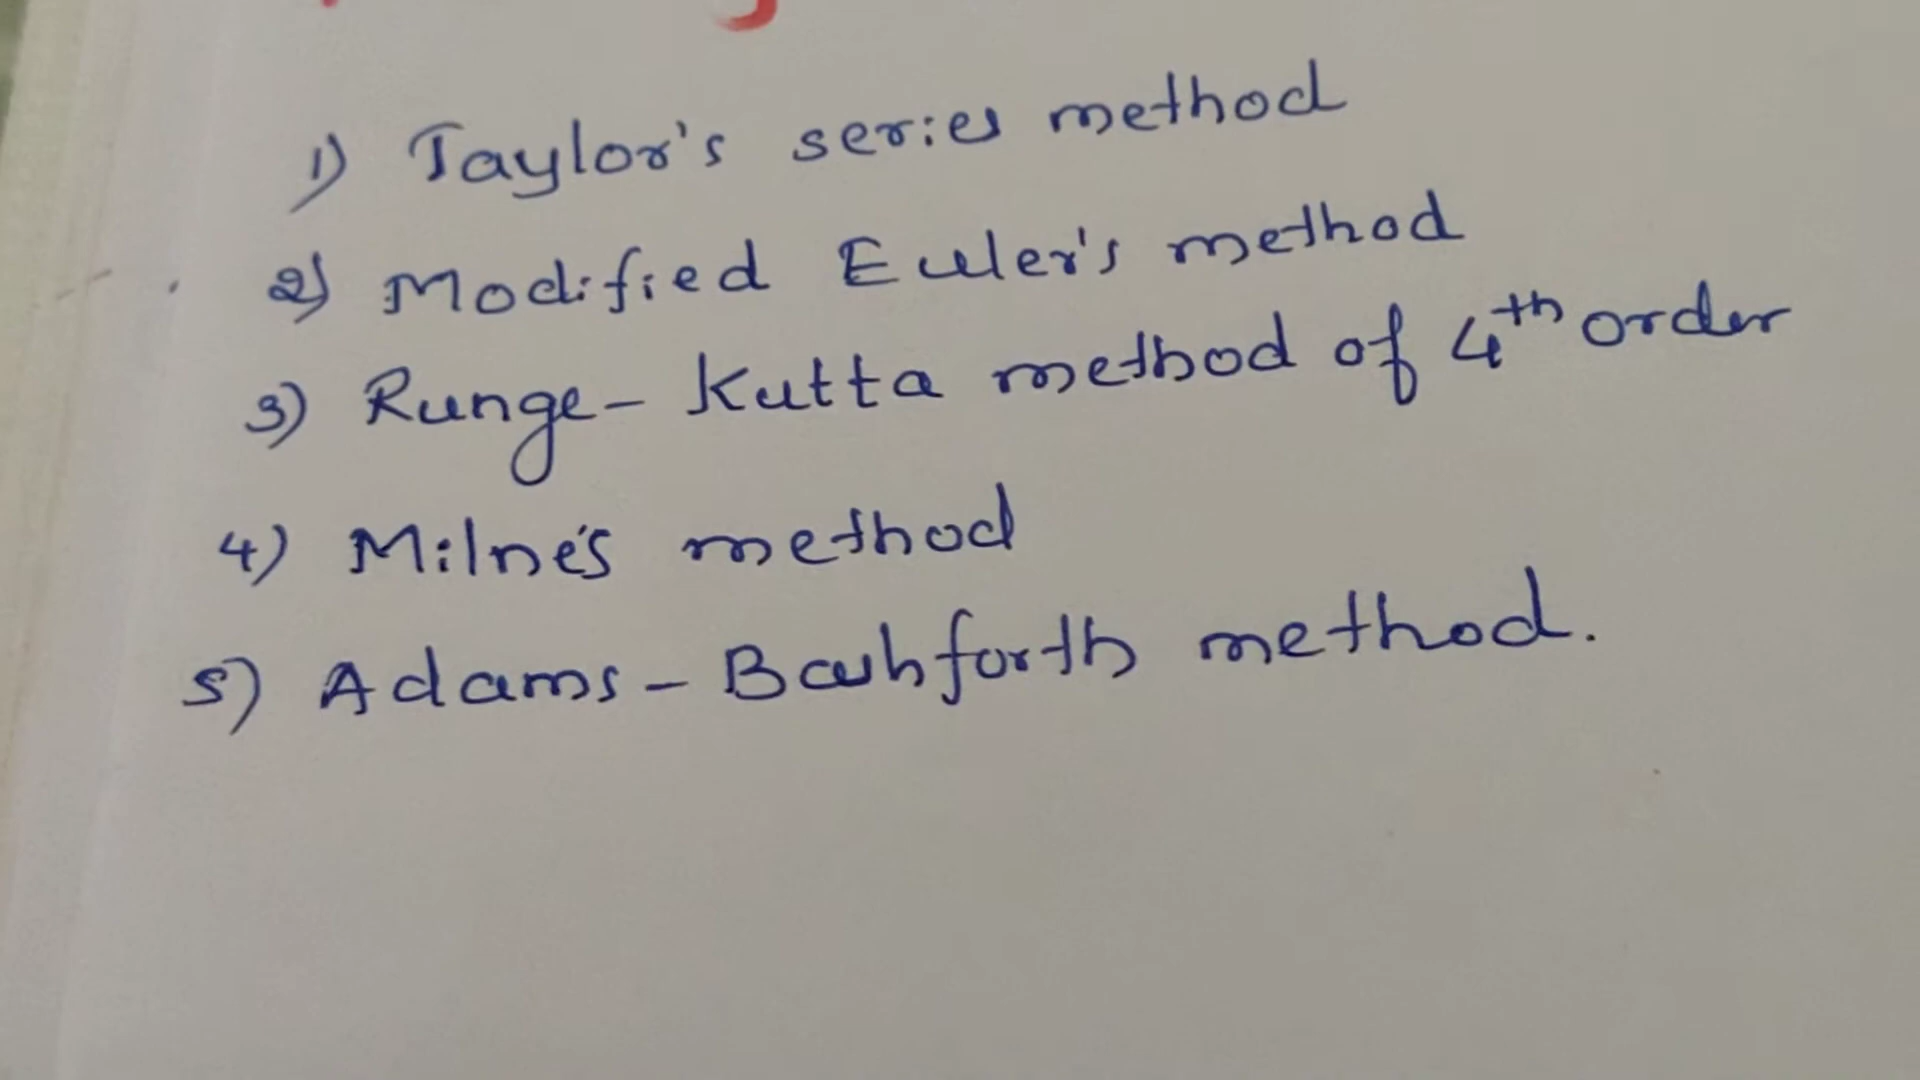 1) Taylor's series method
2) Modified Euler's method
3) Runge-Kutta method of 4th order
4) Milne's method
5) Adams-Bashforth method.